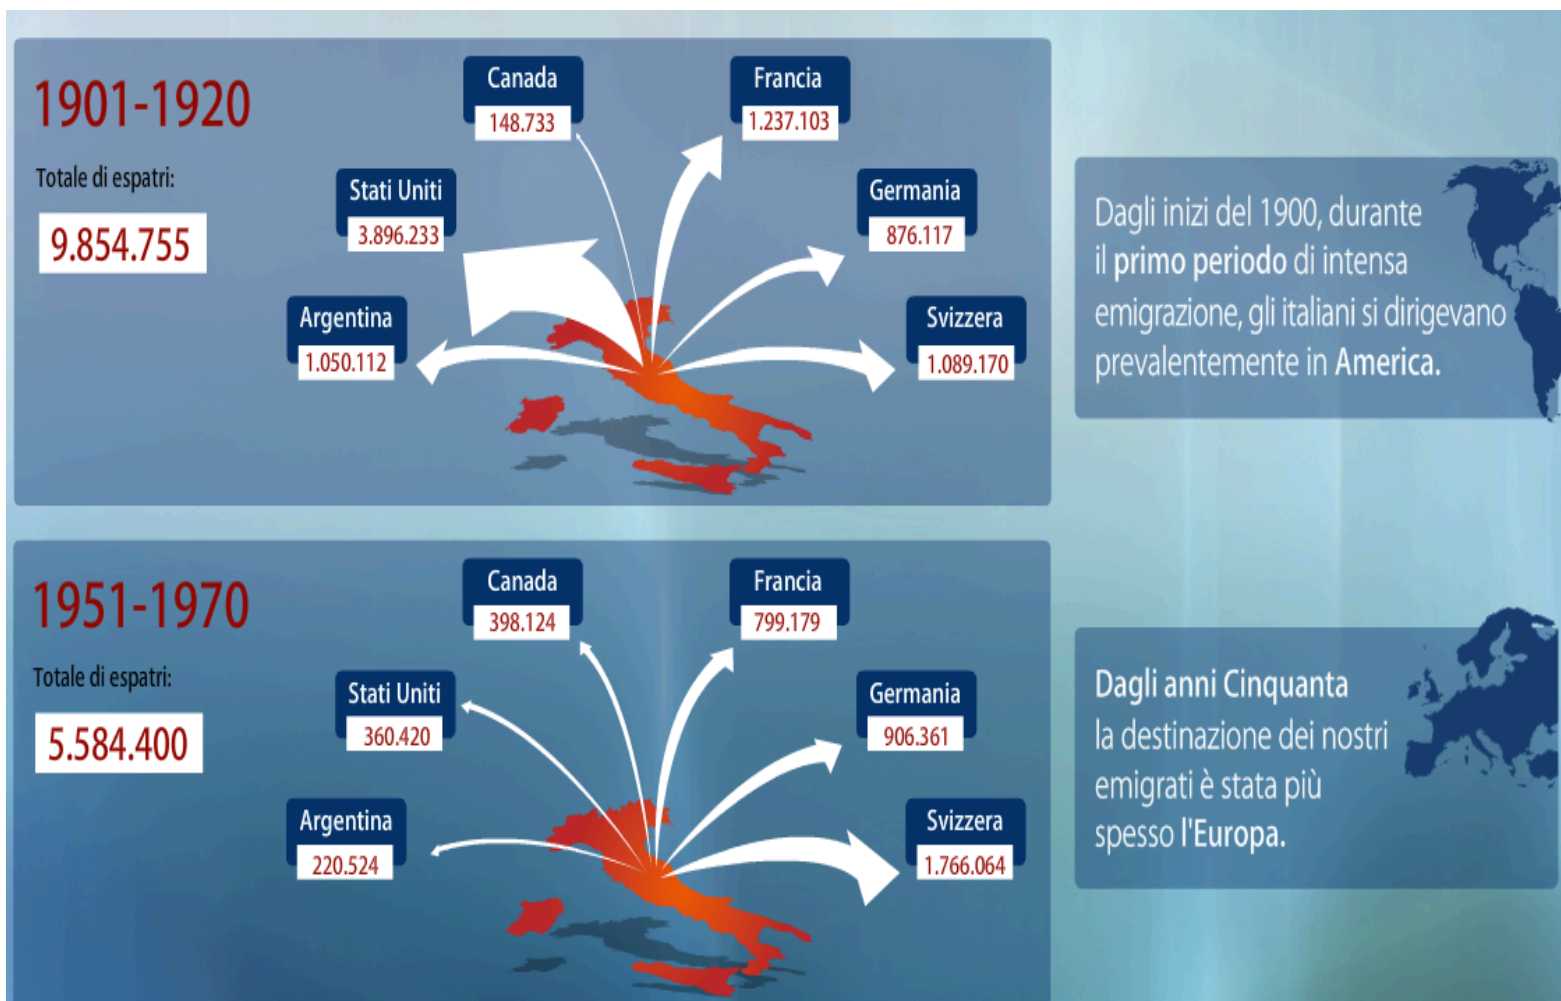 1901-1920
Totale di espatri:
9.854.755
Canada
148.733
Francia
1.237.103
Stati Uniti
3.896.233
Germania
876.117
Argentina
1.050.112
Svizzera
1.089.170
Dagli inizi del 1900, durante
il primo periodo di intensa
emigrazione, gli italiani si dirigevano
prevalentemente in America.
1951-1970
Totale di espatri:
5.584.400
Canada
398.124
Francia
799.179
Stati Uniti
360.420
Germania
906.361
Argentina
220.524
Svizzera
1.766.064
Dagli anni Cinquanta
la destinazione dei nostri
emigrati è stata più
spesso l'Europa.